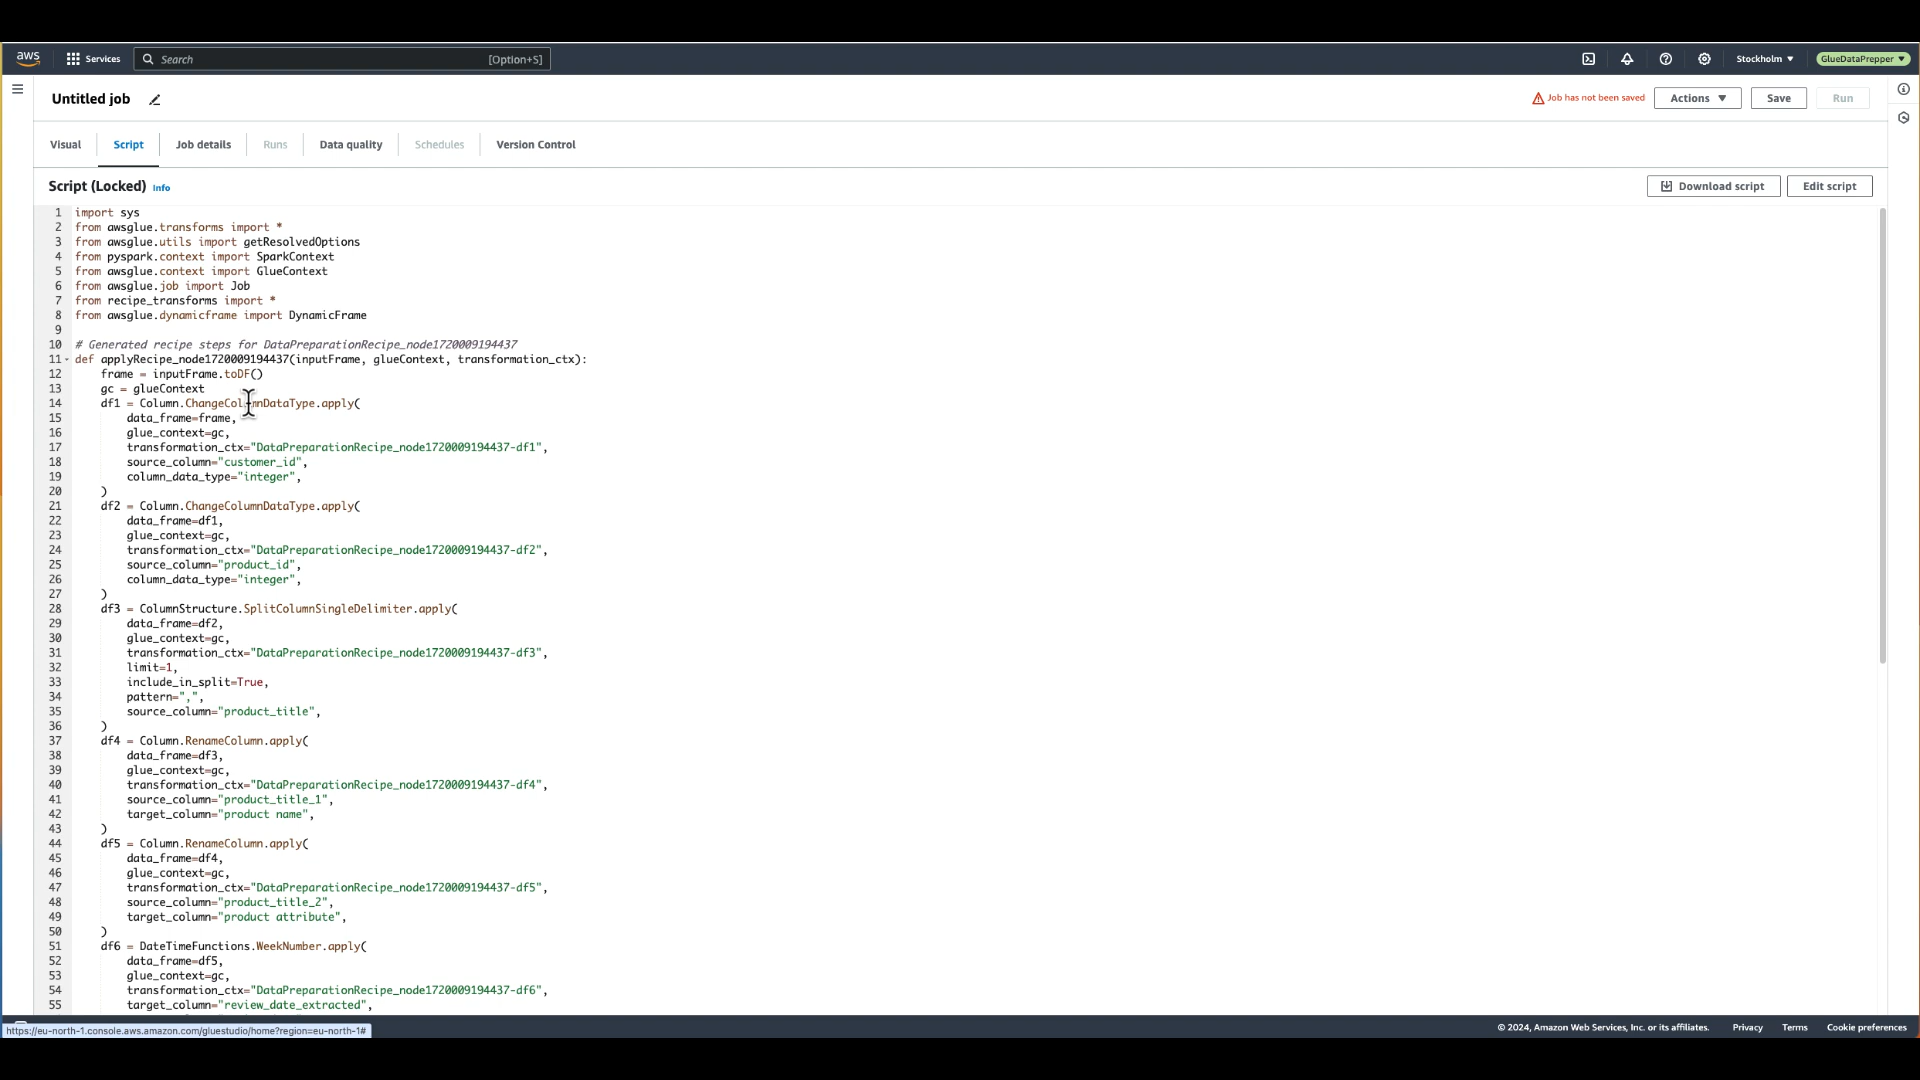 aws Services Search [Option+S] Stockholm ▼ GlueDataPrepper ▼
Untitled job Job has not been saved Actions ▼ Save Run
Visual Script Job details Runs Data quality Schedules Version Control
Script (Locked) Info Download script Edit script
1 import sys
2 from awsglue.transforms import *
3 from awsglue.utils import getResolvedOptions
4 from pyspark.context import SparkContext
5 from awsglue.context import GlueContext
6 from awsglue.job import Job
7 from recipe_transforms import *
8 from awsglue.dynamicframe import DynamicFrame
9
10 # Generated recipe steps for DataPreparationRecipe_node1720009194437
11 def applyRecipe_node1720009194437(inputFrame, glueContext, transformation_ctx):
12 frame = inputFrame.toDF()
13 gc = glueContext
14 df1 = Column.ChangeColumnDataType.apply(
15 data_frame=frame,
16 glue_context=gc,
17 transformation_ctx="DataPreparationRecipe_node1720009194437-df1",
18 source_column="customer_id",
19 column_data_type="integer",
20 )
21 df2 = Column.ChangeColumnDataType.apply(
22 data_frame=df1,
23 glue_context=gc,
24 transformation_ctx="DataPreparationRecipe_node1720009194437-df2",
25 source_column="product_id",
26 column_data_type="integer",
27 )
28 df3 = ColumnStructure.SplitColumnSingleDelimiter.apply(
29 data_frame=df2,
30 glue_context=gc,
31 transformation_ctx="DataPreparationRecipe_node1720009194437-df3",
32 limit=1,
33 include_in_split=True,
34 pattern=",",
35 source_column="product_title",
36 )
37 df4 = Column.RenameColumn.apply(
38 data_frame=df3,
39 glue_context=gc,
40 transformation_ctx="DataPreparationRecipe_node1720009194437-df4",
41 source_column="product_title_1",
42 target_column="product name",
43 )
44 df5 = Column.RenameColumn.apply(
45 data_frame=df4,
46 glue_context=gc,
47 transformation_ctx="DataPreparationRecipe_node1720009194437-df5",
48 source_column="product_title_2",
49 target_column="product attribute",
50 )
51 df6 = DateTimeFunctions.WeekNumber.apply(
52 data_frame=df5,
53 glue_context=gc,
54 transformation_ctx="DataPreparationRecipe_node1720009194437-df6",
55 target_column="review_date_extracted",
https://eu-north-1.console.aws.amazon.com/gluestudio/home?region=eu-north-1# © 2024, Amazon Web Services, Inc. or its affiliates. Privacy Terms Cookie preferences